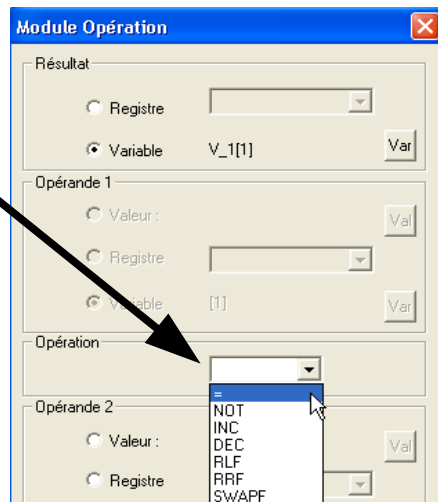 Module Opération
Résultat
Registre
Variable V_1[1] Var
Opérande 1
Valeur : Val
Registre
Variable [1] Var
Opération
=
Opérande 2 NOT
INC
Valeur : DEC Val
RLF
Registre RRF
SWAPF